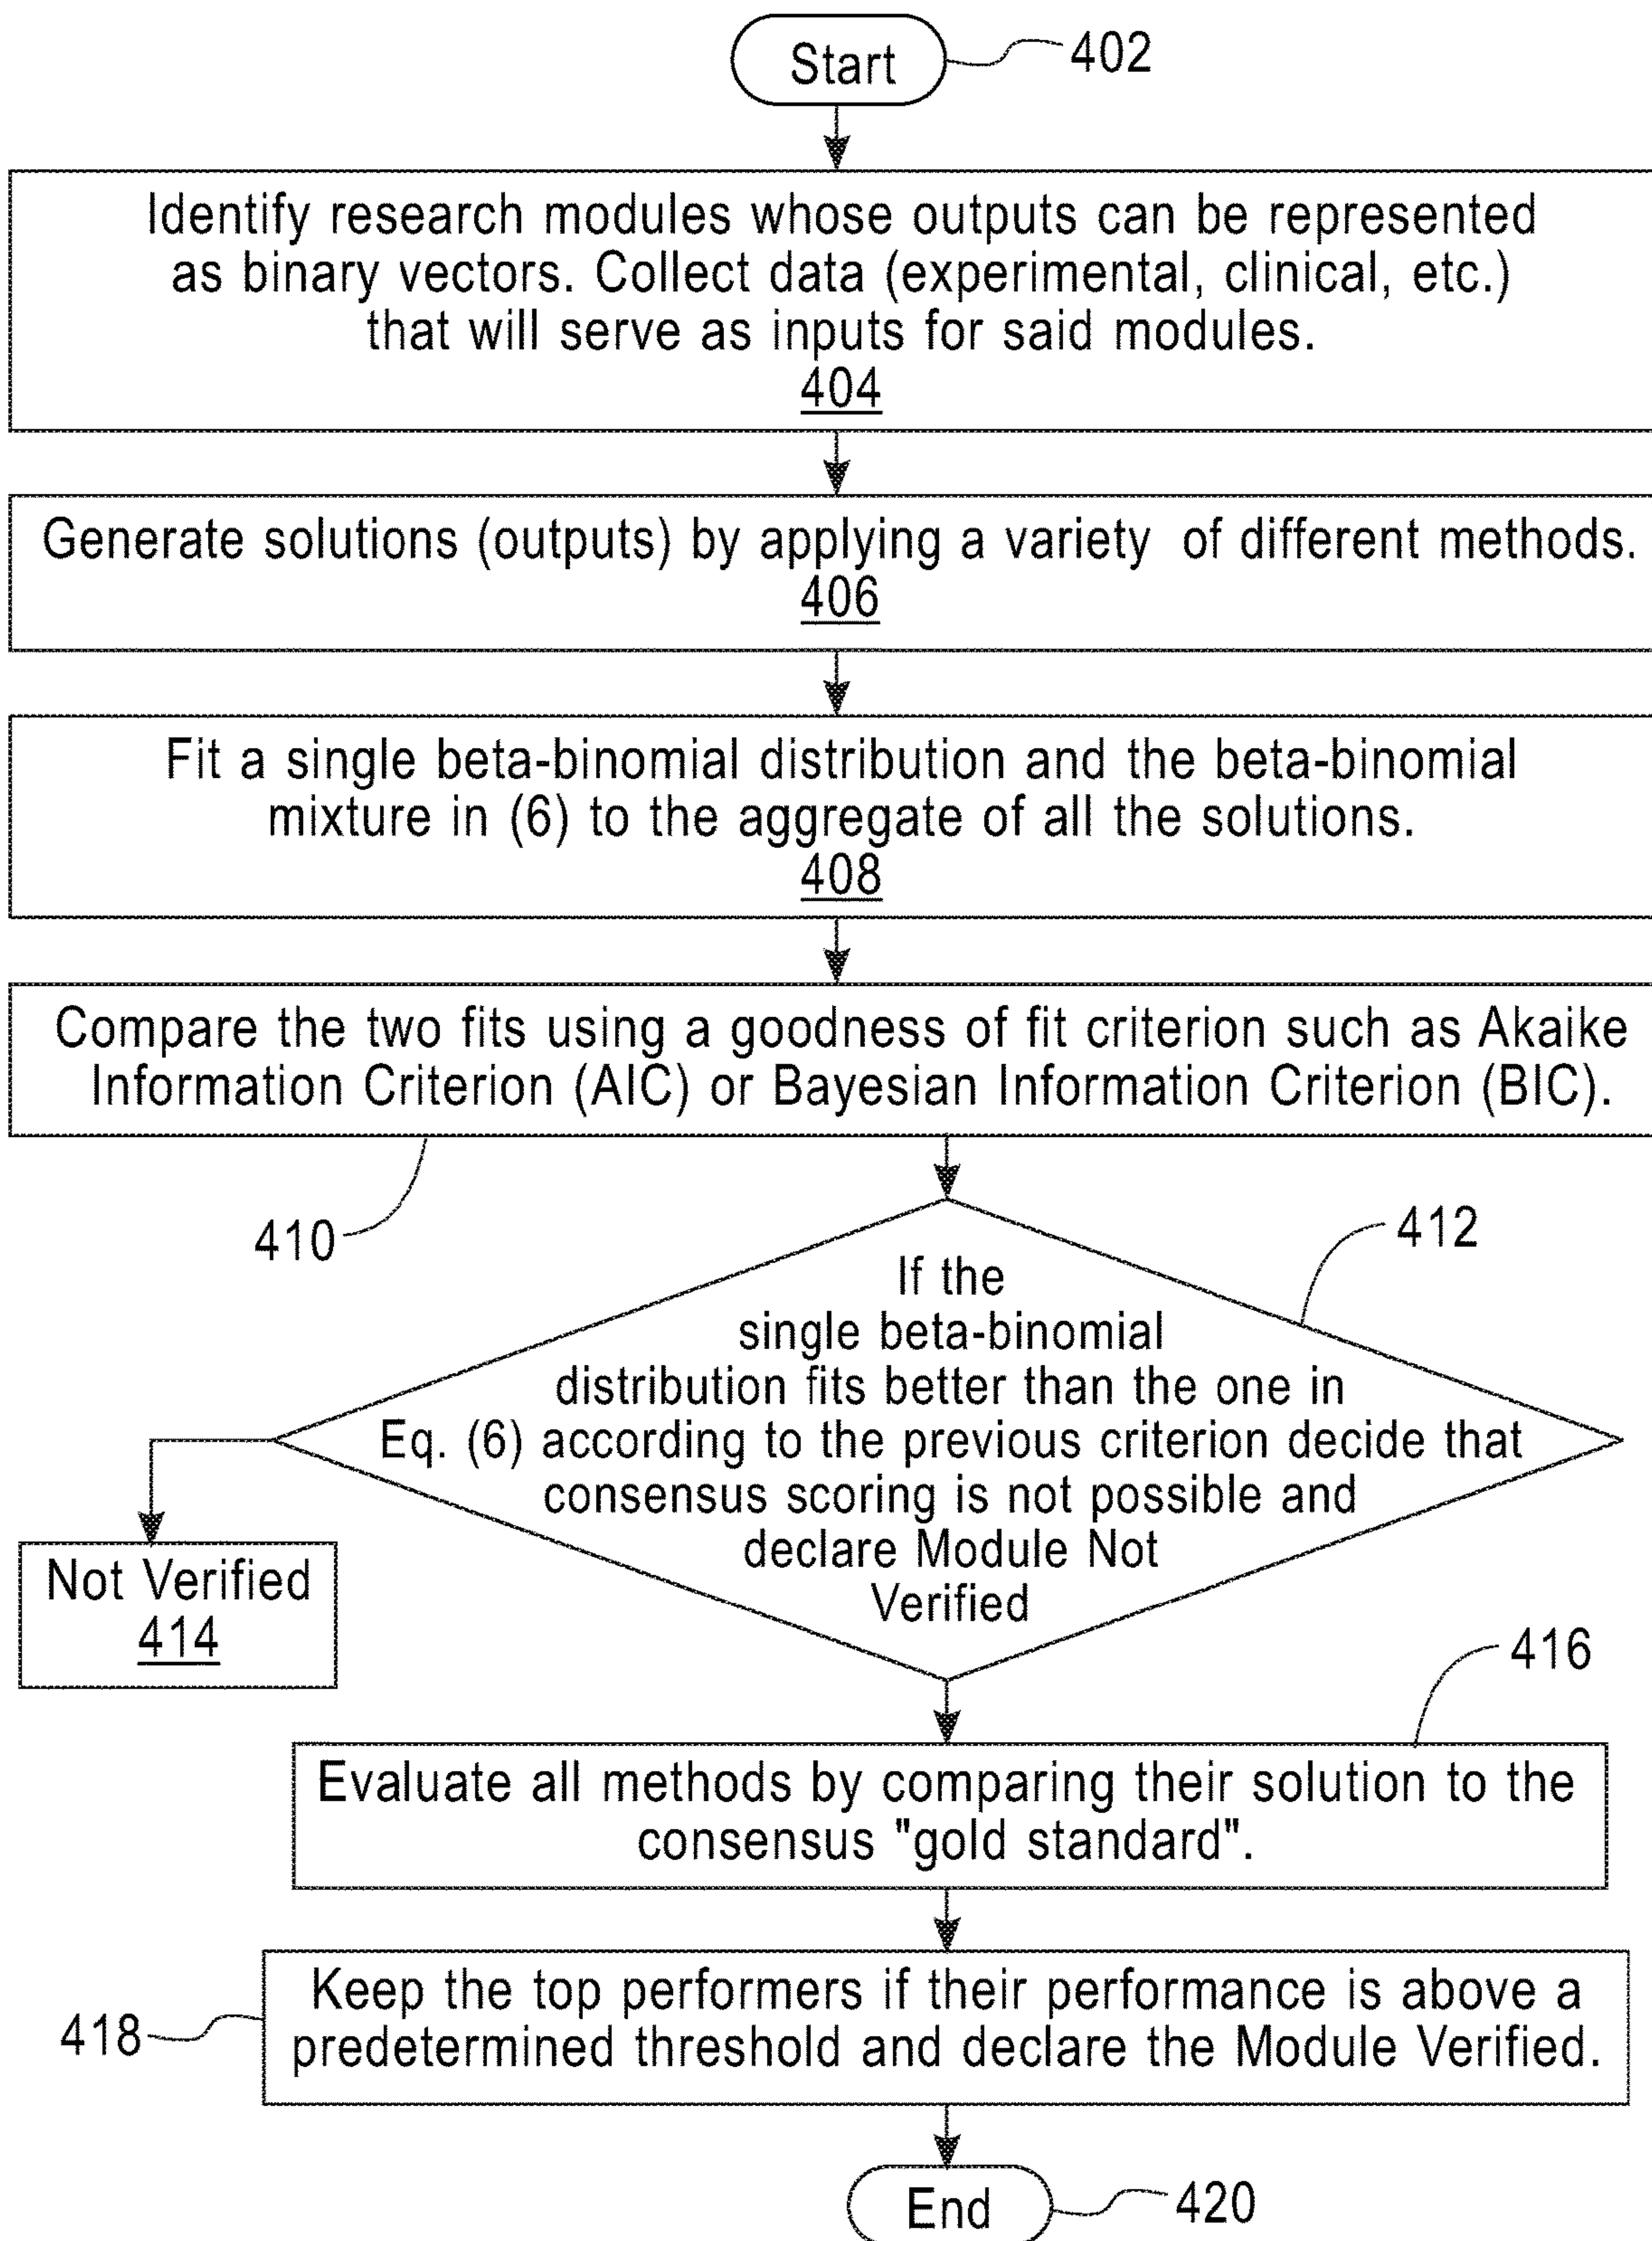 Start
402
Identify research modules whose outputs can be represented
as binary vectors. Collect data (experimental, clinical, etc.)
that will serve as inputs for said modules.
404
Generate solutions (outputs) by applying a variety of different methods.
406
Fit a single beta-binomial distribution and the beta-binomial
mixture in (6) to the aggregate of all the solutions.
408
Compare the two fits using a goodness of fit criterion such as Akaike
Information Criterion (AIC) or Bayesian Information Criterion (BIC).
410
412
If the
single beta-binomial
distribution fits better than the one in
Eq. (6) according to the previous criterion decide that
consensus scoring is not possible and
declare Module Not
Verified
Not Verified
414
416
Evaluate all methods by comparing their solution to the
consensus "gold standard".
418
Keep the top performers if their performance is above a
predetermined threshold and declare the Module Verified.
End
420